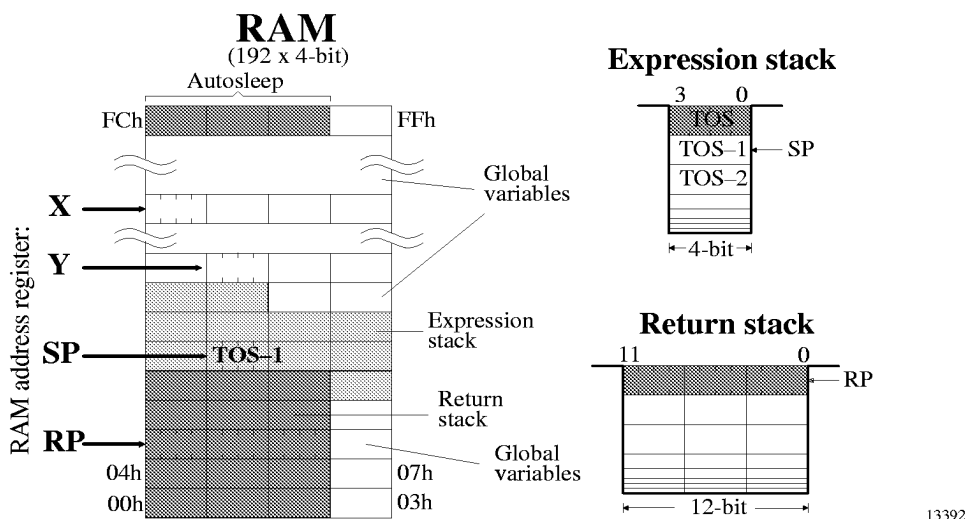 RAM
(192 x 4-bit)
Autosleep
FCh
FFh
Global
variables
X
Y
SP
TOS–1
RP
RAM address register:
Expression
stack
Return
stack
Global
variables
04h
07h
00h
03h
Expression stack
3 0
TOS
TOS–1
SP
TOS–2
4-bit
Return stack
11 0
RP
12-bit
13392